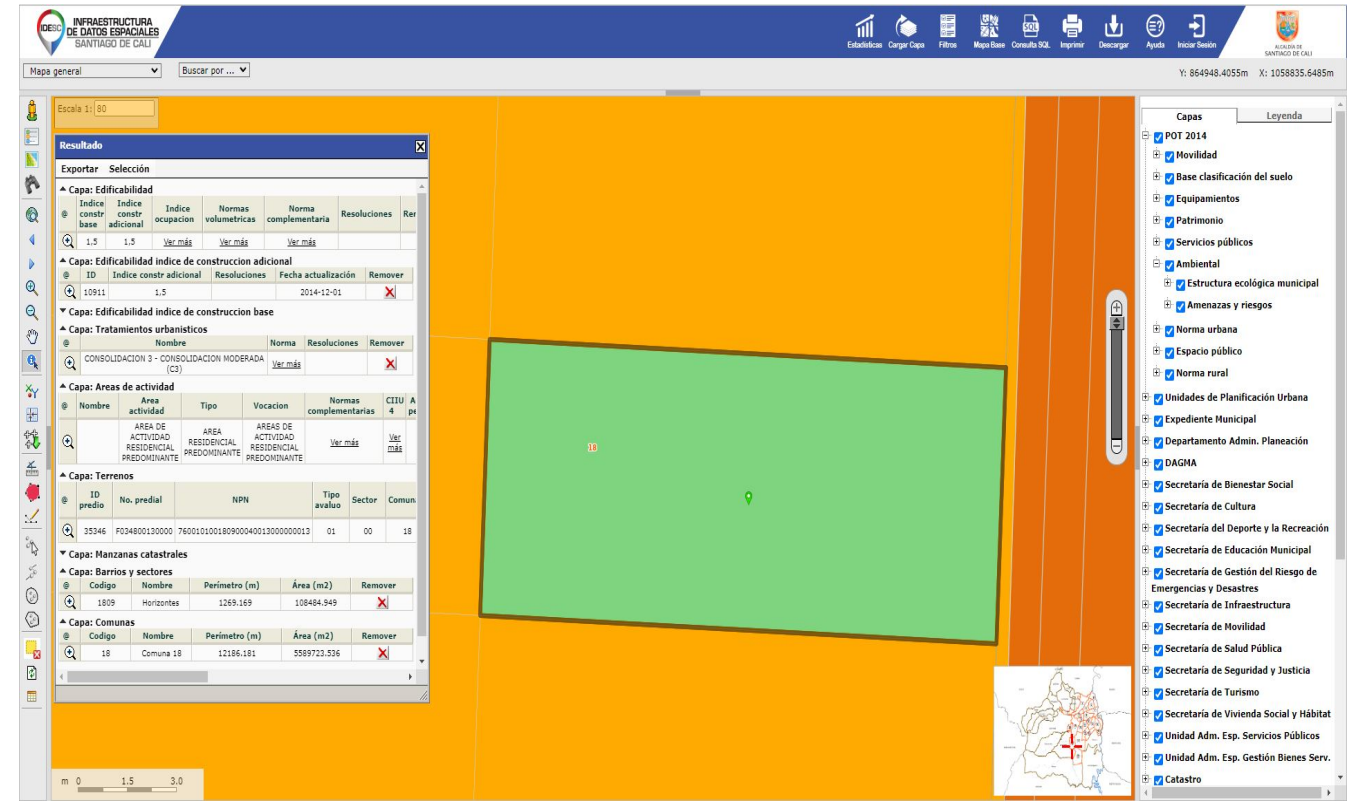 IDESC
INFRAESTRUCTURA
DE DATOS ESPACIALES
SANTIAGO DE CALI
Estadísticas Cargar Capa Filtros Mapa Base Consulta SQL Imprimir Descargar Ayuda Iniciar Sesión
ALCALDÍA DE
SANTIAGO DE CALI
Mapa general Buscar por ... Y: 864948.4055m X: 1058835.6485m
Escala 1: 80
Resultado
Exportar Selección
Capa: Edificabilidad
@ Indice constr base Indice constr adicional Indice ocupacion Normas volumetricas Norma complementaria Resoluciones Rer
1.5 1.5 Ver más Ver más Ver más
Capa: Edificabilidad indice de construccion adicional
@ ID Indice constr adicional Resoluciones Fecha actualización Remover
10911 1.5 2014-12-01
Capa: Edificabilidad indice de construccion base
Capa: Tratamientos urbanisticos
@ Nombre Norma Resoluciones Remover
CONSOLIDACION 3 - CONSOLIDACION MODERADA (C3) Ver más
Capa: Areas de actividad
@ Nombre Area actividad Tipo Vocacion Normas complementarias CIIU 4 A pe
AREA DE ACTIVIDAD RESIDENCIAL PREDOMINANTE AREA RESIDENCIAL PREDOMINANTE AREAS DE ACTIVIDAD RESIDENCIAL PREDOMINANTE Ver más Ver más
Capa: Terrenos
@ ID predio No. predial NPN Tipo avaluo Sector Comuna
35346 F034800130000 760010100180900040013000000013 01 00 18
Capa: Manzanas catastrales
Capa: Barrios y sectores
@ Codigo Nombre Perímetro (m) Área (m2) Remover
1809 Horizontes 1269.169 108484.949
Capa: Comunas
@ Codigo Nombre Perímetro (m) Área (m2) Remover
18 Comuna 18 12186.181 5589723.536
18
m 0 1.5 3.0
Capas Leyenda
POT 2014
Movilidad
Base clasificación del suelo
Equipamientos
Patrimonio
Servicios públicos
Ambiental
Estructura ecológica municipal
Amenazas y riesgos
Norma urbana
Espacio público
Norma rural
Unidades de Planificación Urbana
Expediente Municipal
Departamento Admin. Planeación
DAGMA
Secretaría de Bienestar Social
Secretaría de Cultura
Secretaría del Deporte y la Recreación
Secretaría de Educación Municipal
Secretaría de Gestión del Riesgo de
Emergencias y Desastres
Secretaría de Infraestructura
Secretaría de Movilidad
Secretaría de Salud Pública
Secretaría de Seguridad y Justicia
Secretaría de Turismo
Secretaría de Vivienda Social y Hábitat
Unidad Adm. Esp. Servicios Públicos
Unidad Adm. Esp. Gestión Bienes Serv.
Catastro